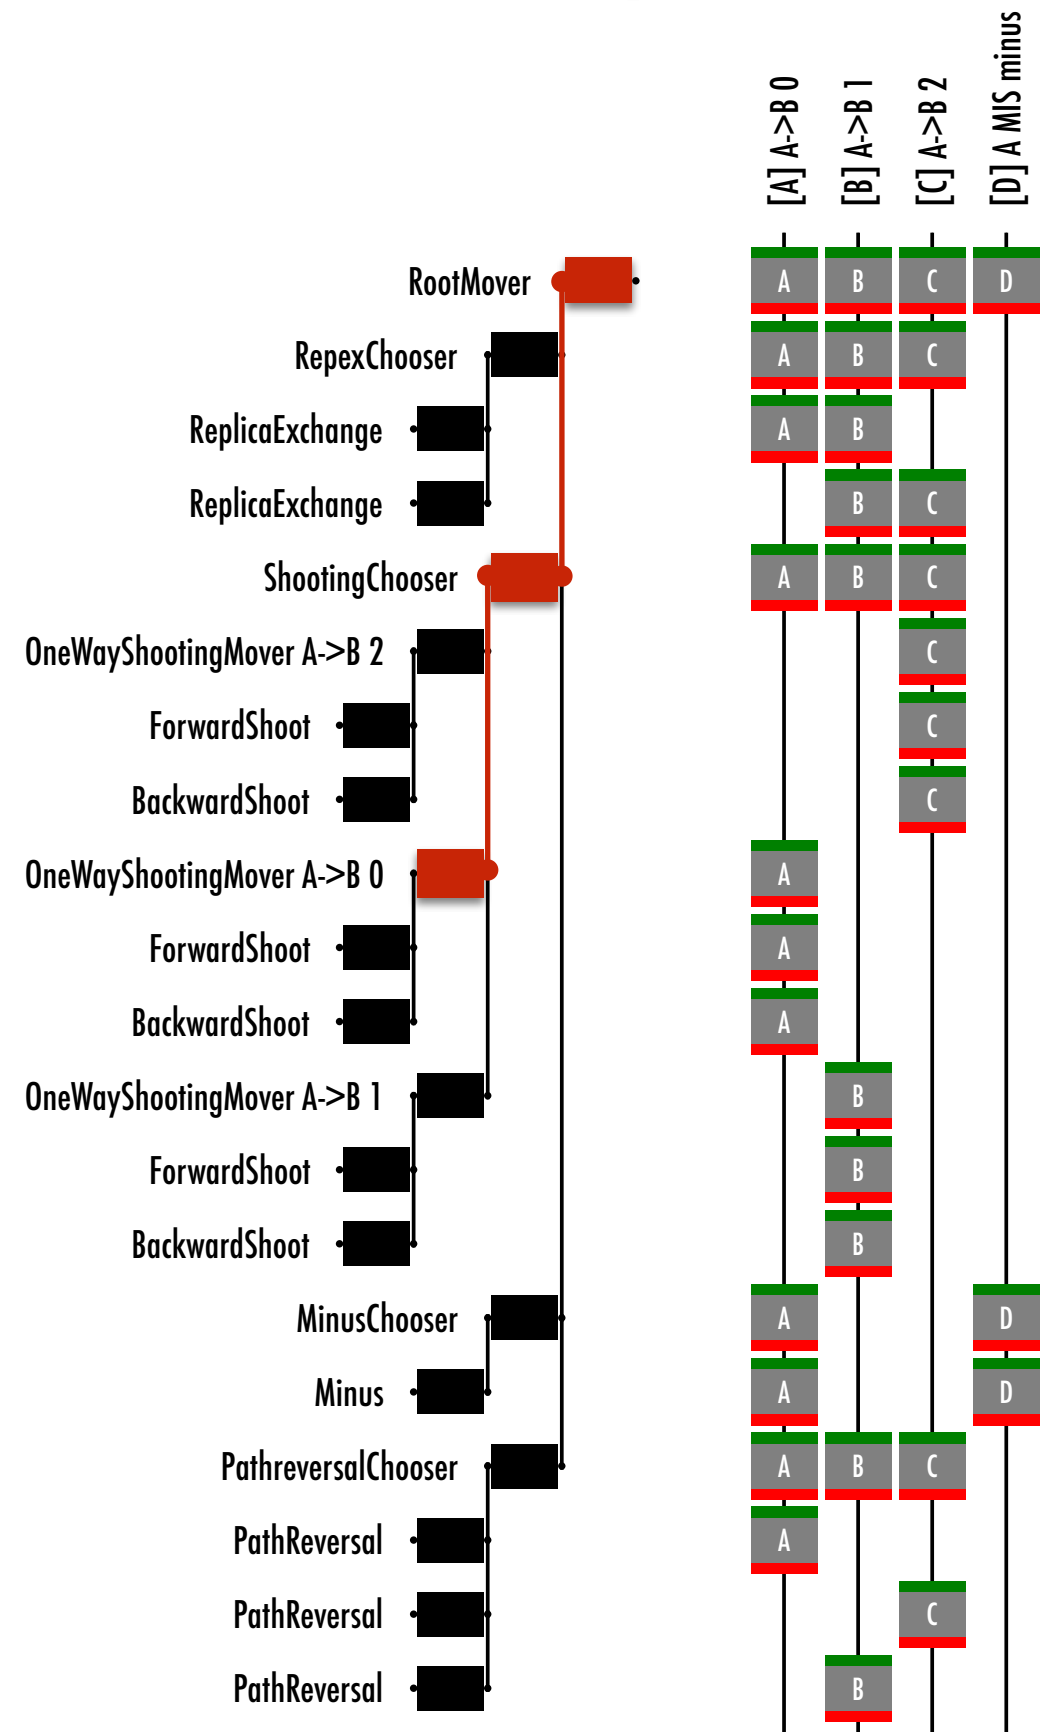 [A] A->B 0
[B] A->B 1
[C] A->B 2
[D] A MIS minus
RootMover A B C D
RepexChooser A B C
ReplicaExchange A B
ReplicaExchange B C
ShootingChooser A B C
OneWayShootingMover A->B 2 C
ForwardShoot C
BackwardShoot C
OneWayShootingMover A->B 0 A
ForwardShoot A
BackwardShoot A
OneWayShootingMover A->B 1 B
ForwardShoot B
BackwardShoot B
MinusChooser A D
Minus A D
PathreversalChooser A B C
PathReversal A
PathReversal C
PathReversal B